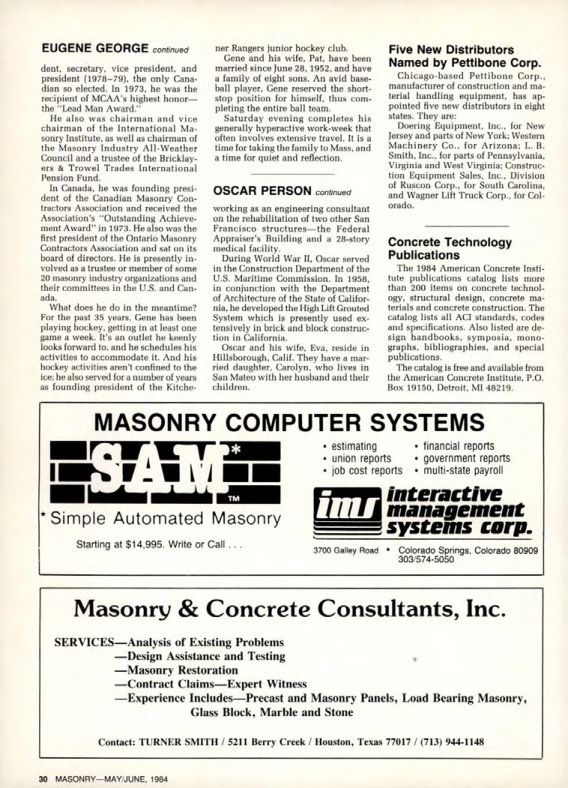 EUGENE GEORGE continued
dent, secretary, vice president, and
president (1978–79), the only Cana-
dian so elected. In 1973, he was the
recipient of MCAA's highest honor—
the "Lead Man Award."
He also was chairman and vice
chairman of the International Ma-
sonry Institute, as well as chairman of
the Masonry Industry All-Weather
Council and a trustee of the Bricklay-
ers & Trowel Trades International
Pension Fund.
In Canada, he was founding presi-
dent of the Canadian Masonry Con-
tractors Association and received the
Association's "Outstanding Achieve-
ment Award" in 1973. He also was the
first president of the Ontario Masonry
Contractors Association and sat on its
board of directors. He is presently in-
volved as a trustee or member of some
20 masonry industry organizations and
their committees in the U.S. and Can-
ada.
What does he do in the meantime?
For the past 35 years, Gene has been
playing hockey, getting in at least one
game a week. It's an outlet he keenly
looks forward to, and he schedules his
activities to accommodate it. And his
hockey activities aren't confined to the
ice; he also served for a number of years
as founding president of the Kitche-
ner Rangers junior hockey club.
Gene and his wife, Pat, have been
married since June 28, 1952, and have
a family of eight sons. An avid base-
ball player, Gene reserved the short-
stop position for himself, thus com-
pleting the entire ball team.
Saturday evening completes his
generally hyperactive work-week that
often involves extensive travel. It is a
time for taking the family to Mass, and
a time for quiet and reflection.
OSCAR PERSON continued
working as an engineering consultant
on the rehabilitation of two other San
Francisco structures—the Federal
Appraiser's Building and a 28-story
medical facility.
During World War II, Oscar served
in the Construction Department of the
U.S. Maritime Commission. In 1958,
in conjunction with the Department
of Architecture of the State of Califor-
nia, he developed the High Lift Grouted
System which is presently used ex-
tensively in brick and block construc-
tion in California.
Oscar and his wife, Eva, reside in
Hillsborough, Calif. They have a mar-
ried daughter, Carolyn, who lives in
San Mateo with her husband and their
children.
Five New Distributors
Named by Pettibone Corp.
Chicago-based Pettibone Corp.,
manufacturer of construction and ma-
terial handling equipment, has ap-
pointed five new distributors in eight
states. They are:
Doering Equipment, Inc., for New
Jersey and parts of New York; Western
Machinery Co., for Arizona; L. B.
Smith, Inc., for parts of Pennsylvania,
Virginia and West Virginia; Construc-
tion Equipment Sales, Inc., Division
of Ruscon Corp., for South Carolina,
and Wagner Lift Truck Corp., for Col-
orado.
Concrete Technology
Publications
The 1984 American Concrete Insti-
tute publications catalog lists more
than 200 items on concrete technol-
ogy, structural design, concrete ma-
terials and concrete construction. The
catalog lists all ACI standards, codes
and specifications. Also listed are de-
sign handbooks, symposia, mono-
graphs, bibliographies, and special
publications.
The catalog is free and available from
the American Concrete Institute, P.O.
Box 19150, Detroit, MI 48219.
MASONRY COMPUTER SYSTEMS
SAM*
TM
* Simple Automated Masonry
Starting at $14,995. Write or Call . . .
• estimating
• union reports
• job cost reports
• financial reports
• government reports
• multi-state payroll
ims
interactive
management
systems corp.
3700 Galley Road • Colorado Springs, Colorado 80909
303/574-5050
Masonry & Concrete Consultants, Inc.
SERVICES—Analysis of Existing Problems
—Design Assistance and Testing
—Masonry Restoration
—Contract Claims—Expert Witness
—Experience Includes—Precast and Masonry Panels, Load Bearing Masonry,
Glass Block, Marble and Stone
Contact: TURNER SMITH / 5211 Berry Creek / Houston, Texas 77017 / (713) 944-1148
30 MASONRY—MAY/JUNE, 1984